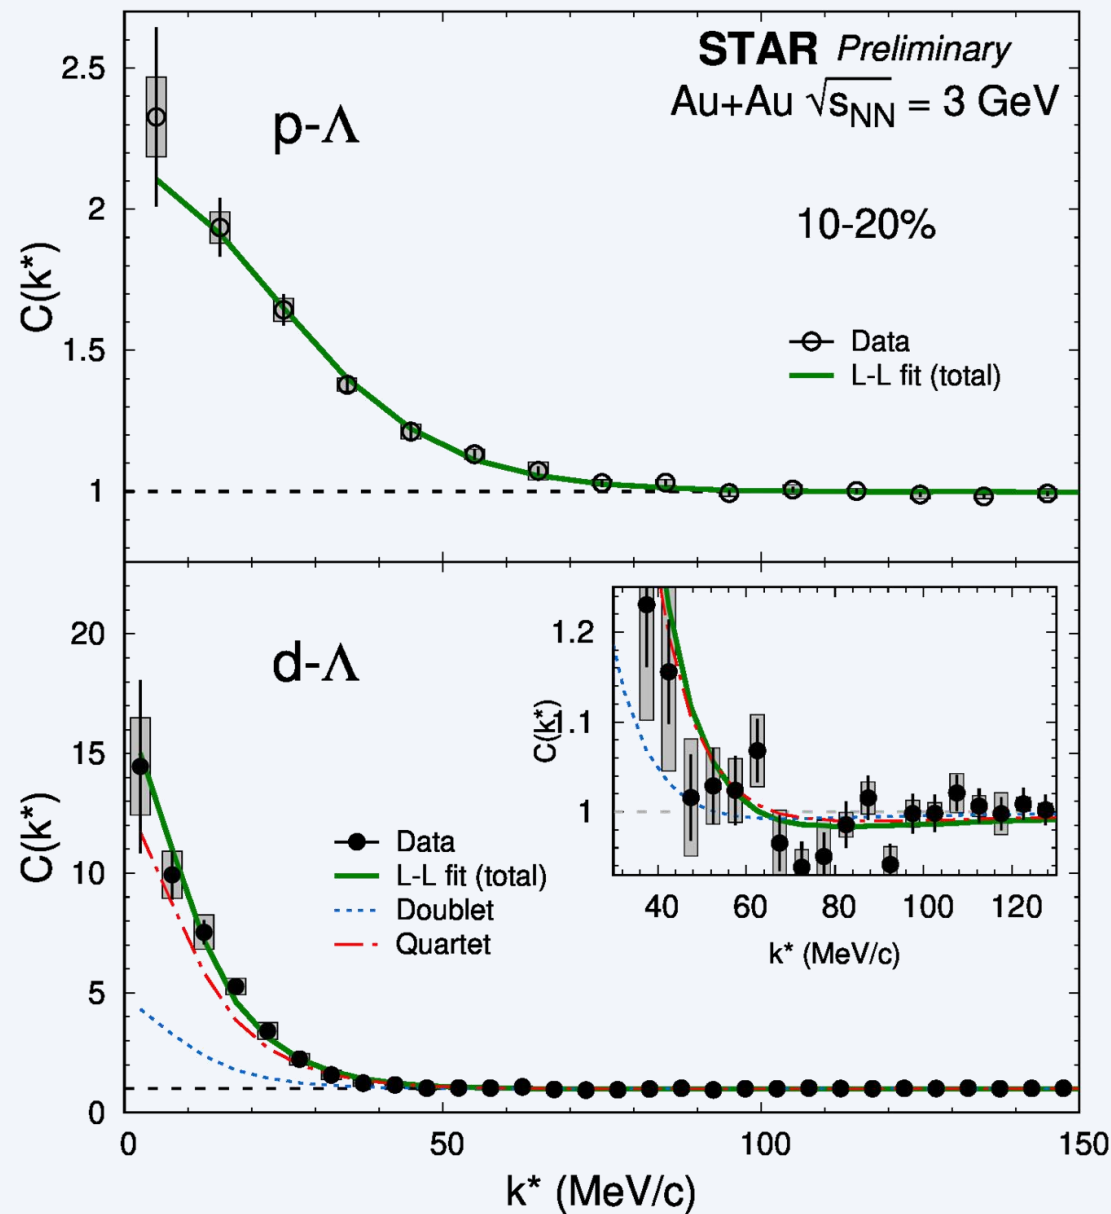 STAR Preliminary
Au+Au √sNN = 3 GeV
p-Λ
10-20%
Data
L-L fit (total)
C(k*)
2.5
2
1.5
1
d-Λ
Data
L-L fit (total)
Doublet
Quartet
C(k*)
20
15
10
5
0
C(k*)
1.2
1.1
1
40 60 80 100 120
k* (MeV/c)
0 50 100 150
k* (MeV/c)